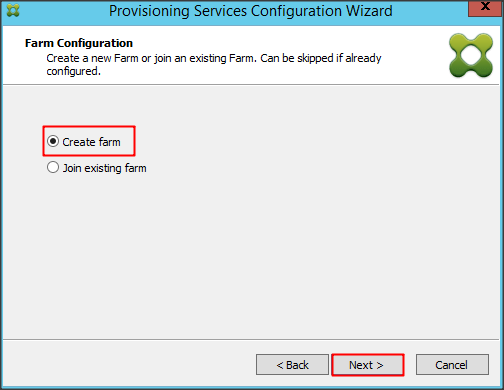 Provisioning Services Configuration Wizard
X
Farm Configuration
Create a new Farm or join an existing Farm. Can be skipped if already
configured.
Create farm
Join existing farm
< Back
Next >
Cancel